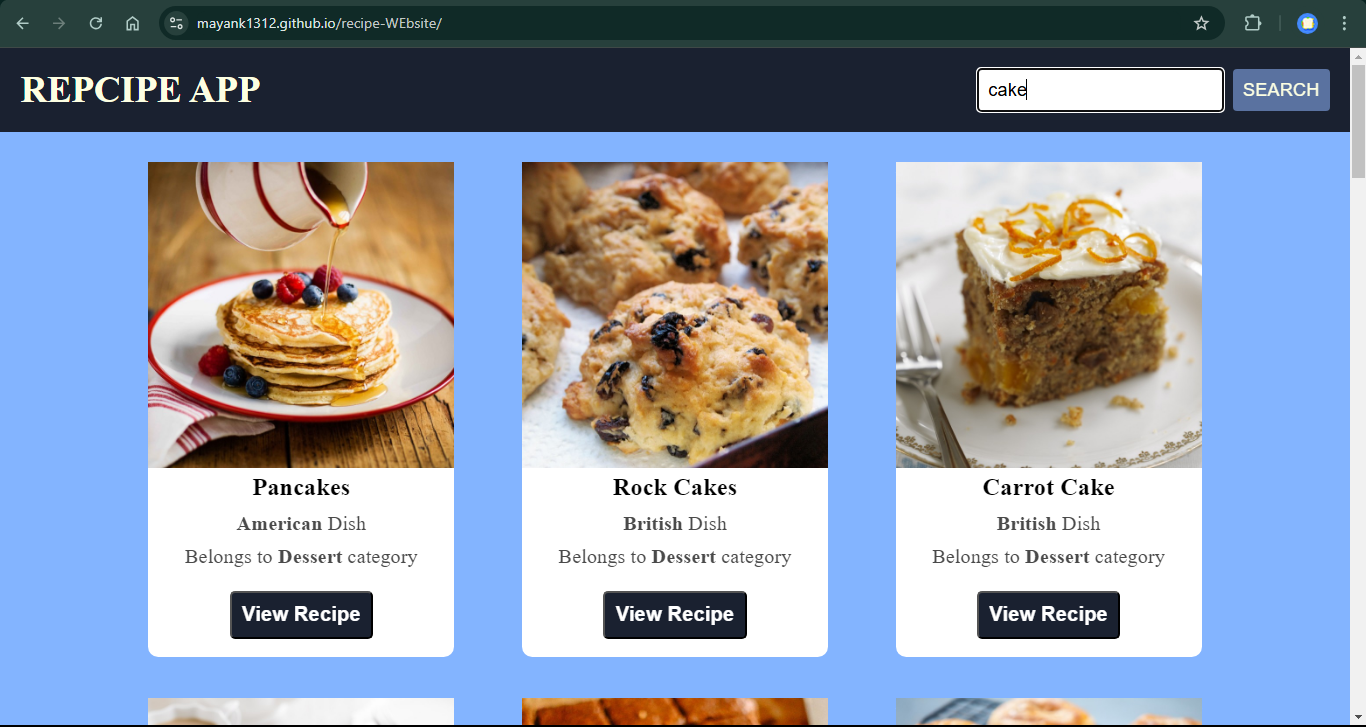 mayank1312.github.io/recipe-WEbsite/
REPCIPE APP
cake
SEARCH
Pancakes
American Dish
Belongs to Dessert category
View Recipe
Rock Cakes
British Dish
Belongs to Dessert category
View Recipe
Carrot Cake
British Dish
Belongs to Dessert category
View Recipe